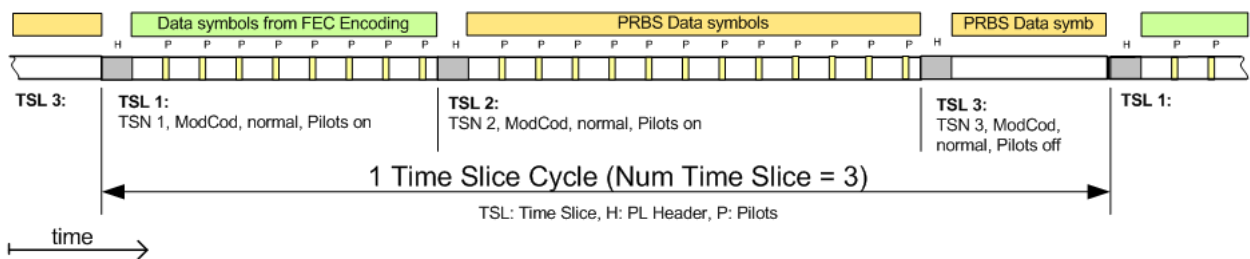 Data symbols from FEC Encoding
PRBS Data symbols
PRBS Data symb
H P P P P P P P P H P P P P P P P P P P P P H H P P
TSL 3:
TSL 1:
TSN 1, ModCod, normal, Pilots on
TSL 2:
TSN 2, ModCod, normal, Pilots on
TSL 3:
TSN 3, ModCod,
normal, Pilots off
TSL 1:
1 Time Slice Cycle (Num Time Slice = 3)
TSL: Time Slice, H: PL Header, P: Pilots
time